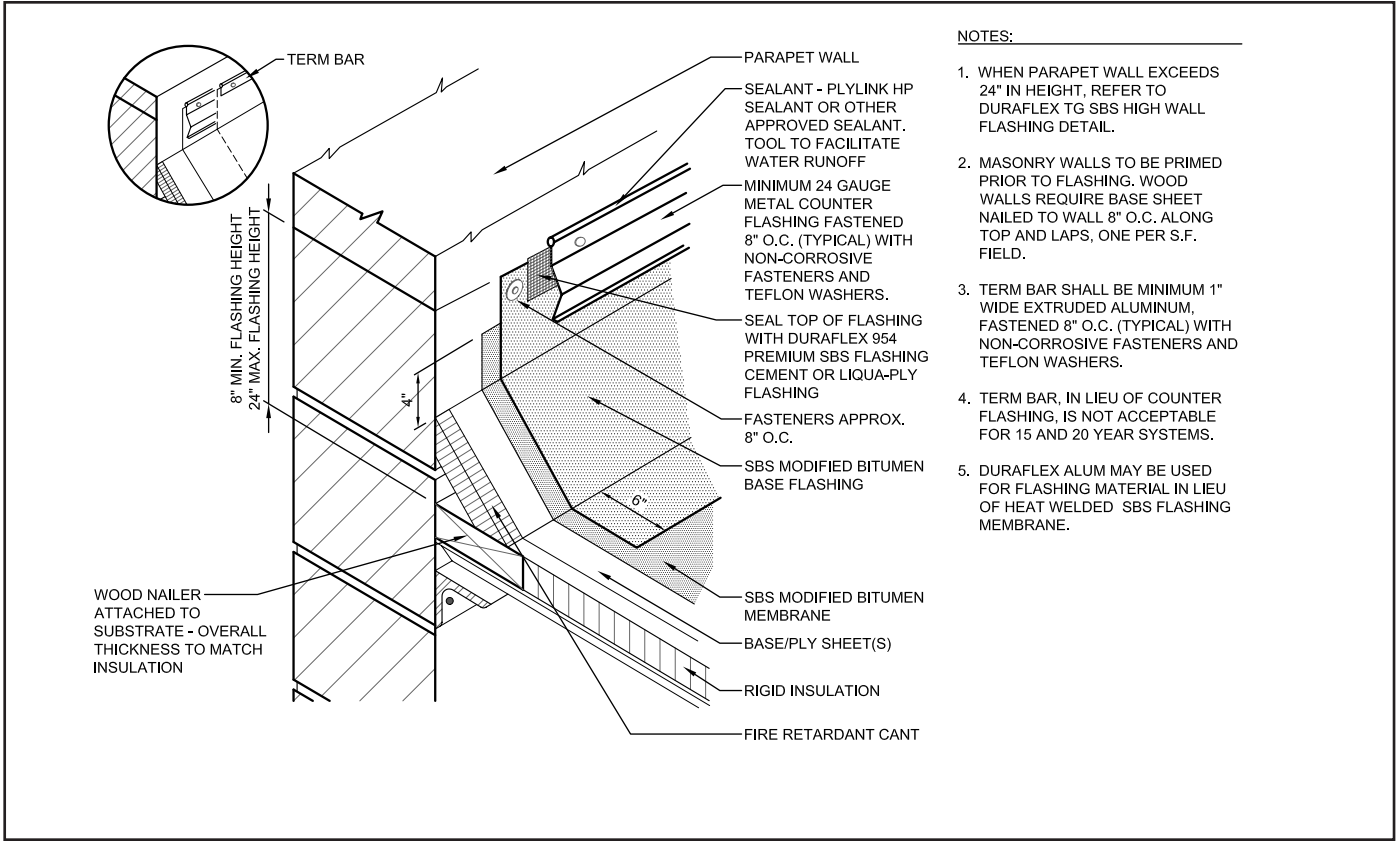 TERM BAR
8" MIN. FLASHING HEIGHT
24" MAX. FLASHING HEIGHT
4"
6"
WOOD NAILER
ATTACHED TO
SUBSTRATE - OVERALL
THICKNESS TO MATCH
INSULATION
PARAPET WALL
SEALANT - PLYLINK HP
SEALANT OR OTHER
APPROVED SEALANT.
TOOL TO FACILITATE
WATER RUNOFF
MINIMUM 24 GAUGE
METAL COUNTER
FLASHING FASTENED
8" O.C. (TYPICAL) WITH
NON-CORROSIVE
FASTENERS AND
TEFLON WASHERS.
SEAL TOP OF FLASHING
WITH DURAFLEX 954
PREMIUM SBS FLASHING
CEMENT OR LIQUA-PLY
FLASHING
FASTENERS APPROX.
8" O.C.
SBS MODIFIED BITUMEN
BASE FLASHING
SBS MODIFIED BITUMEN
MEMBRANE
BASE/PLY SHEET(S)
RIGID INSULATION
FIRE RETARDANT CANT
NOTES:
1. WHEN PARAPET WALL EXCEEDS
24" IN HEIGHT, REFER TO
DURAFLEX TG SBS HIGH WALL
FLASHING DETAIL.
2. MASONRY WALLS TO BE PRIMED
PRIOR TO FLASHING. WOOD
WALLS REQUIRE BASE SHEET
NAILED TO WALL 8" O.C. ALONG
TOP AND LAPS, ONE PER S.F.
FIELD.
3. TERM BAR SHALL BE MINIMUM 1"
WIDE EXTRUDED ALUMINUM,
FASTENED 8" O.C. (TYPICAL) WITH
NON-CORROSIVE FASTENERS AND
TEFLON WASHERS.
4. TERM BAR, IN LIEU OF COUNTER
FLASHING, IS NOT ACCEPTABLE
FOR 15 AND 20 YEAR SYSTEMS.
5. DURAFLEX ALUM MAY BE USED
FOR FLASHING MATERIAL IN LIEU
OF HEAT WELDED SBS FLASHING
MEMBRANE.